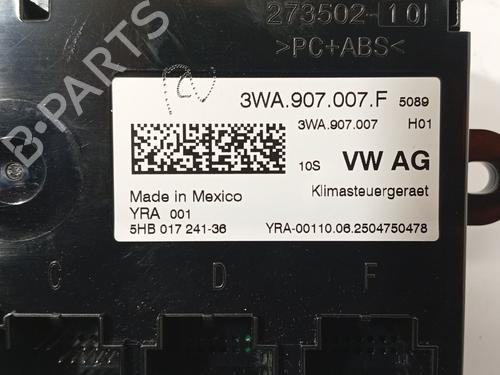 273502-10
>PC+ABS<
3WA.907.007.F 5089
3WA.907.007 H01
10S VW AG
Made in Mexico Klimasteuergeraet
YRA 001
5HB 017 241-36 YRA-00110.06.2504750478
C D F
B-PARTS